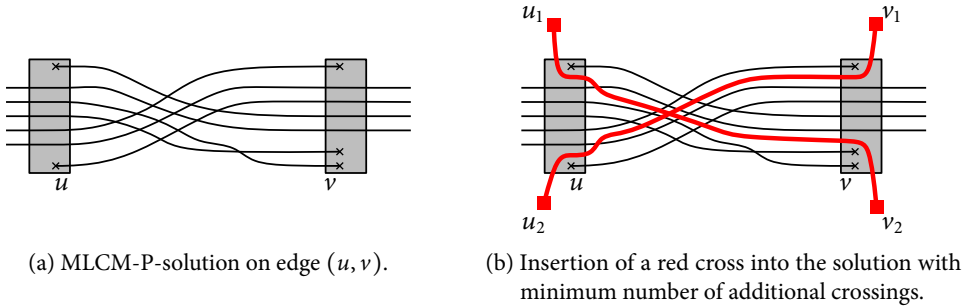 u1 v1
u v u v
u2 v2
(a) MLCM-P-solution on edge (u, v).
(b) Insertion of a red cross into the solution with
minimum number of additional crossings.